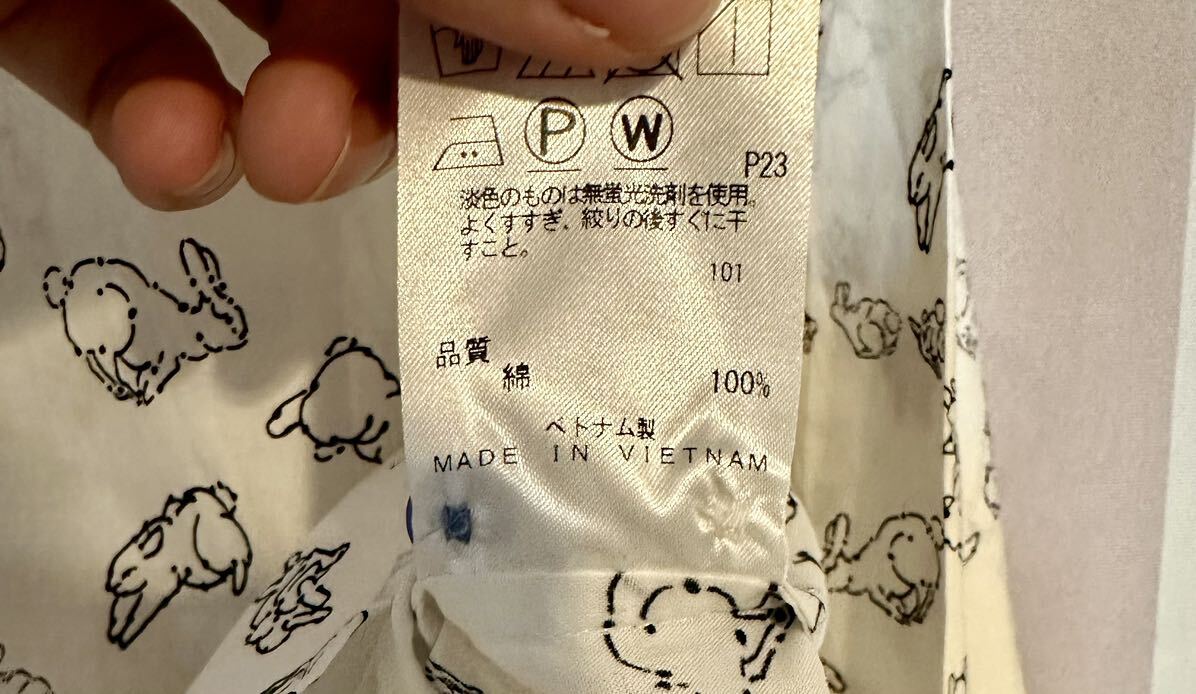 P W
P23
淡色のものは無蛍光洗剤を使用。
よくすすぎ、絞りの後すぐに干
すこと。
101
品質
綿 100%
ベトナム製
MADE IN VIETNAM